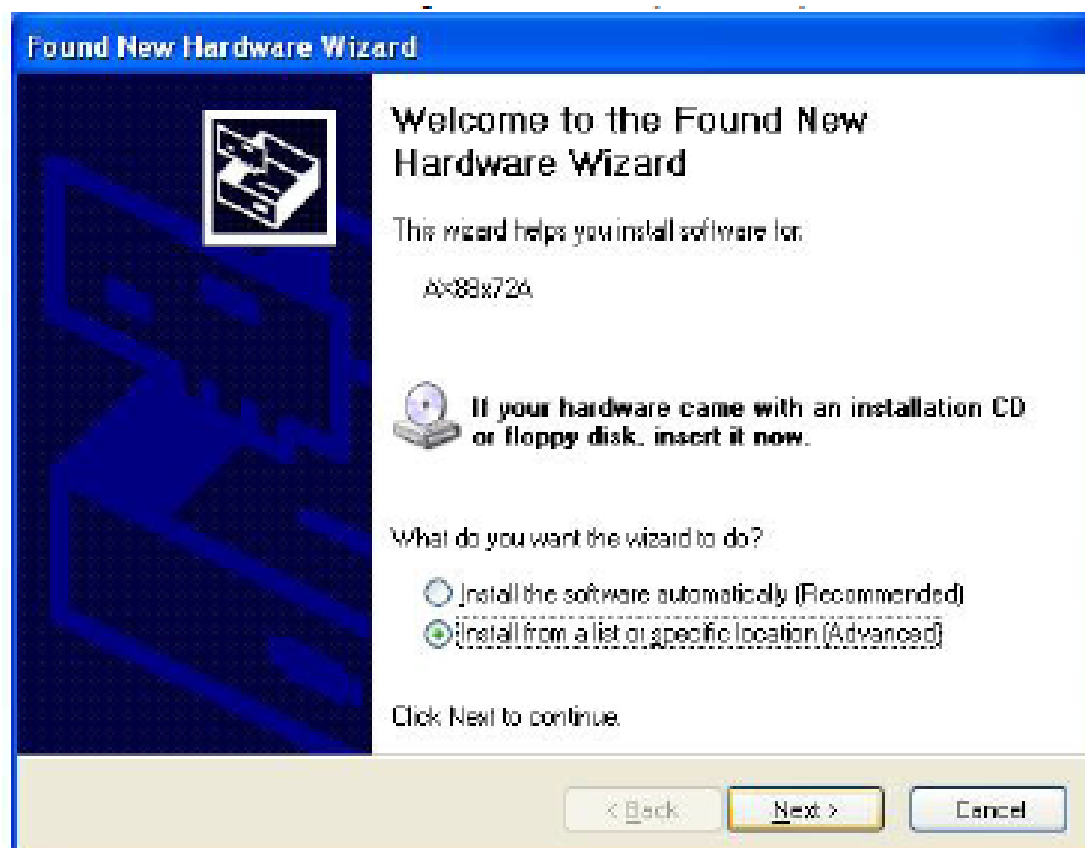 Found New Hardware Wizard
Welcome to the Found New
Hardware Wizard
This wizard helps you install software for:
AX88x72A
If your hardware came with an installation CD
or floppy disk, insert it now.
What do you want the wizard to do?
Install the software automatically (Recommended)
Install from a list or specific location (Advanced)
Click Next to continue.
< Back
Next >
Cancel